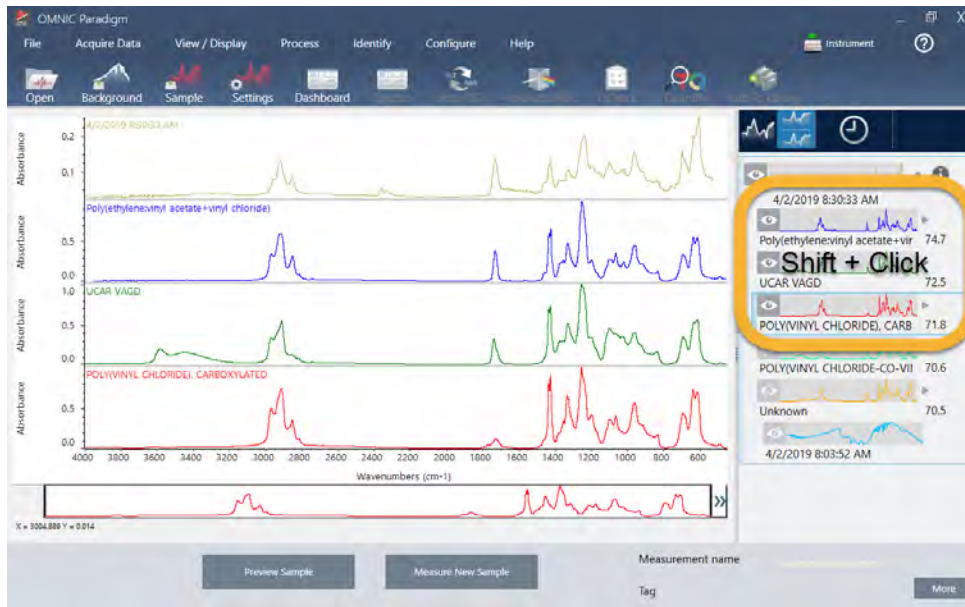 OMNIC Paradigm
File Acquire Data View / Display Process Identify Configure Help Instrument ?
Open Background Sample Settings Dashboard
4/2/2019 8:30:33 AM
Absorbance
0.2
0.1
Poly(ethylene:vinyl acetate+vinyl chloride)
Absorbance
0.5
0.0
UCAR VAGD
Absorbance
1.0
0.5
0.0
POLY(VINYL CHLORIDE), CARBOXYLATED
Absorbance
0.5
0.0
4000 3800 3600 3400 3200 3000 2800 2600 2400 2200 2000 1800 1600 1400 1200 1000 800 600
Wavenumbers (cm-1)
X = 3004.889 Y = 0.014
4/2/2019 8:30:33 AM
Poly(ethylene:vinyl acetate+vir 74.7
Shift + Click
UCAR VAGD 72.5
POLY(VINYL CHLORIDE), CARB 71.8
POLY(VINYL CHLORIDE-CO-VII 70.6
Unknown 70.5
4/2/2019 8:03:52 AM
Preview Sample Measure New Sample
Measurement name
Tag
More